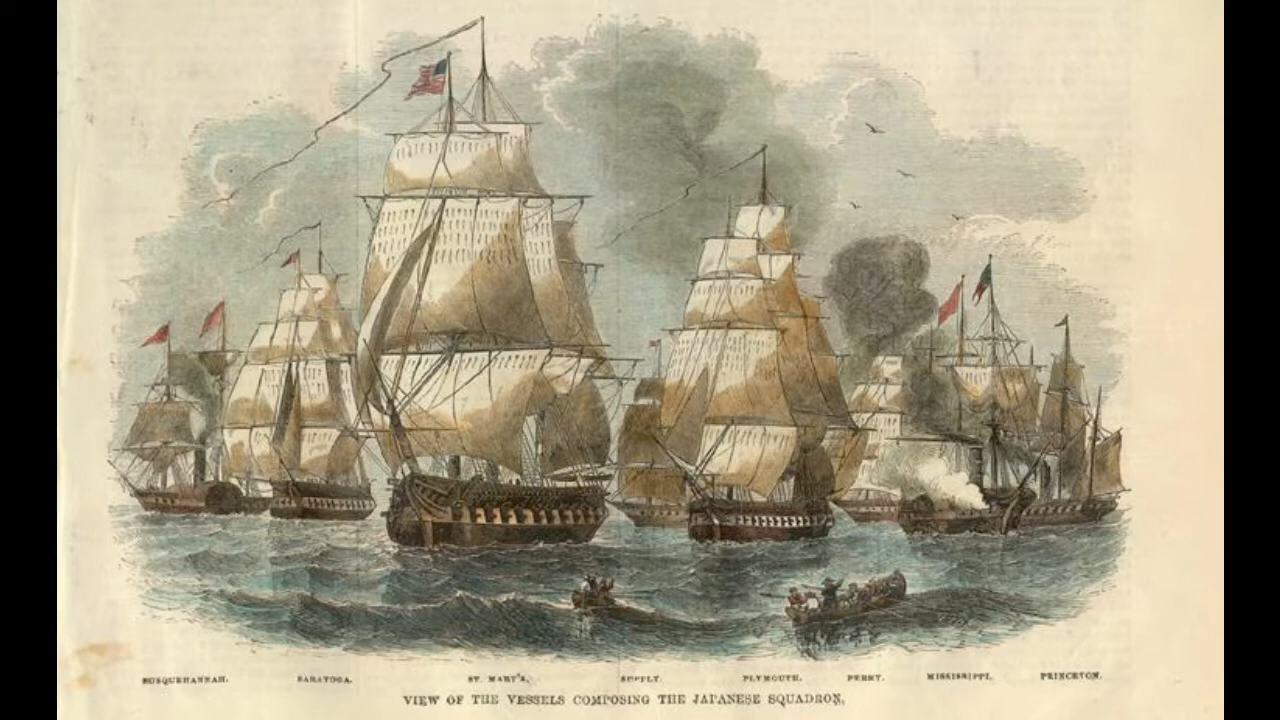 SUSQUEHANNAH. SARATOGA. ST. MARY'S. SUPPLY. PLYMOUTH. PERRY. MISSISSIPPI. PRINCETON.
VIEW OF THE VESSELS COMPOSING THE JAPANESE SQUADRON.